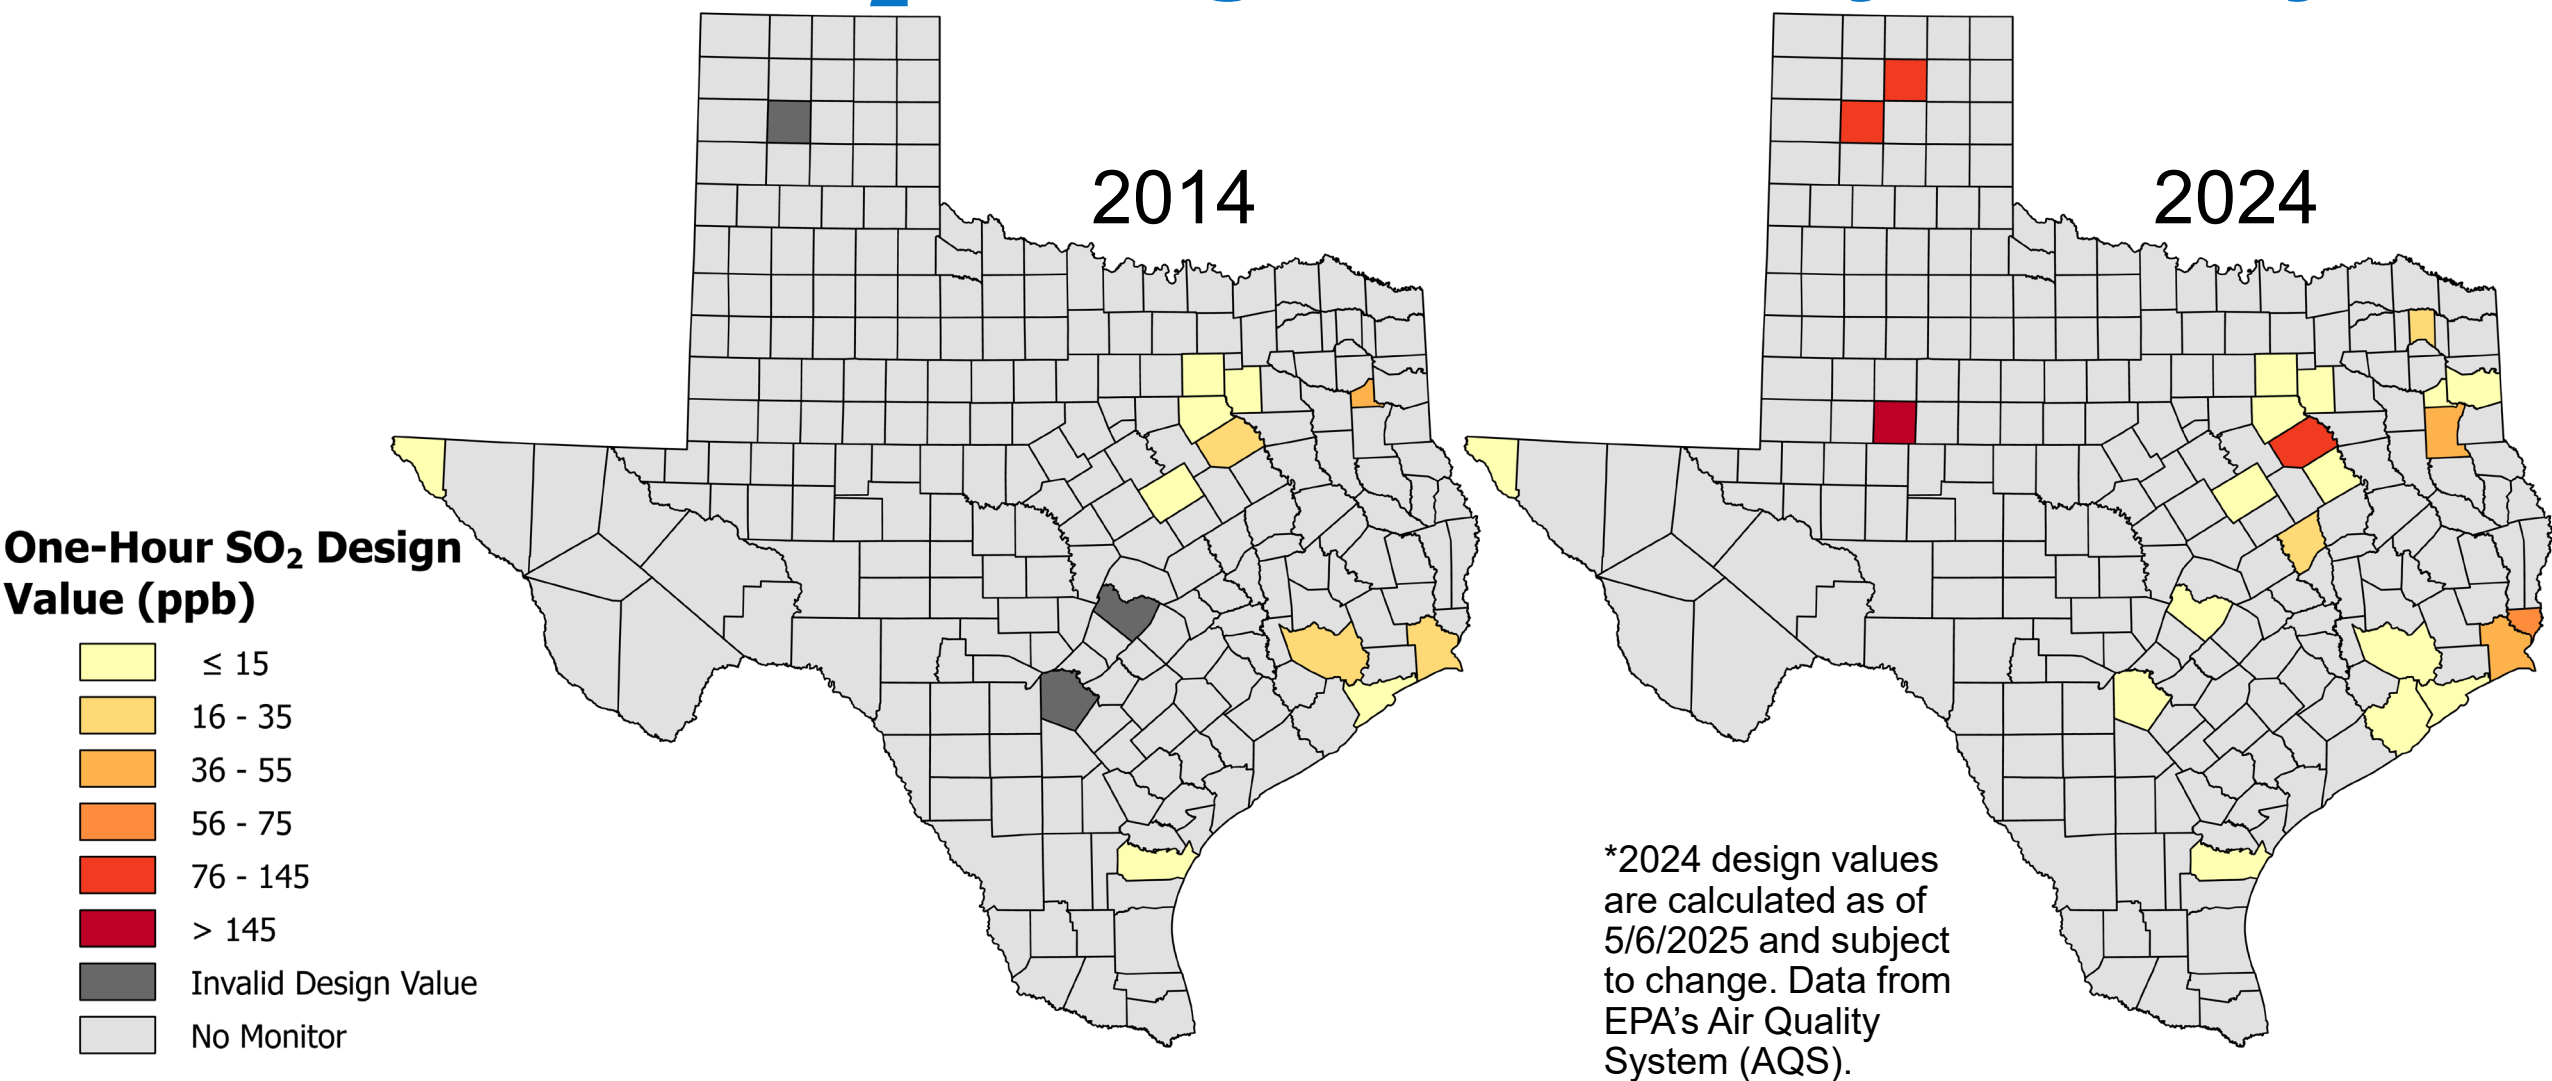 2014
2024
One-Hour SO₂ Design
Value (ppb)
≤ 15
16 - 35
36 - 55
56 - 75
76 - 145
> 145
Invalid Design Value
No Monitor
*2024 design values
are calculated as of
5/6/2025 and subject
to change. Data from
EPA’s Air Quality
System (AQS).